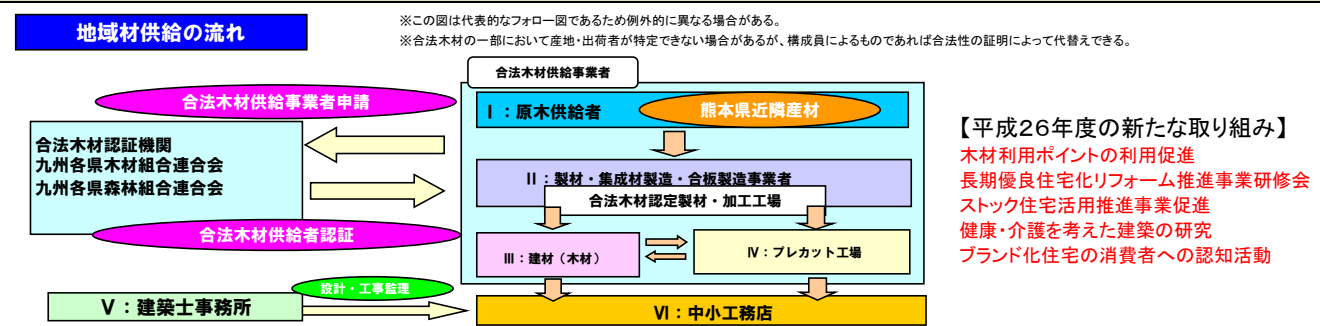 地域材供給の流れ
※この図は代表的なフォロー図であるため例外的に異なる場合がある。
※合法木材の一部において産地・出荷者が特定できない場合があるが、構成員によるものであれば合法性の証明によって代替えできる。
合法木材供給事業者
合法木材供給事業者申請
Ⅰ：原木供給者
熊本県近隣産材
合法木材認証機関
九州各県木材組合連合会
九州各県森林組合連合会
Ⅱ：製材・集成材製造・合板製造事業者
合法木材認定製材・加工工場
合法木材供給者認証
Ⅲ：建材（木材）
Ⅳ：プレカット工場
設計・工事監理
Ⅴ：建築士事務所
Ⅵ：中小工務店
【平成２６年度の新たな取り組み】
木材利用ポイントの利用促進
長期優良住宅化リフォーム推進事業研修会
ストック住宅活用推進事業促進
健康・介護を考えた建築の研究
ブランド化住宅の消費者への認知活動